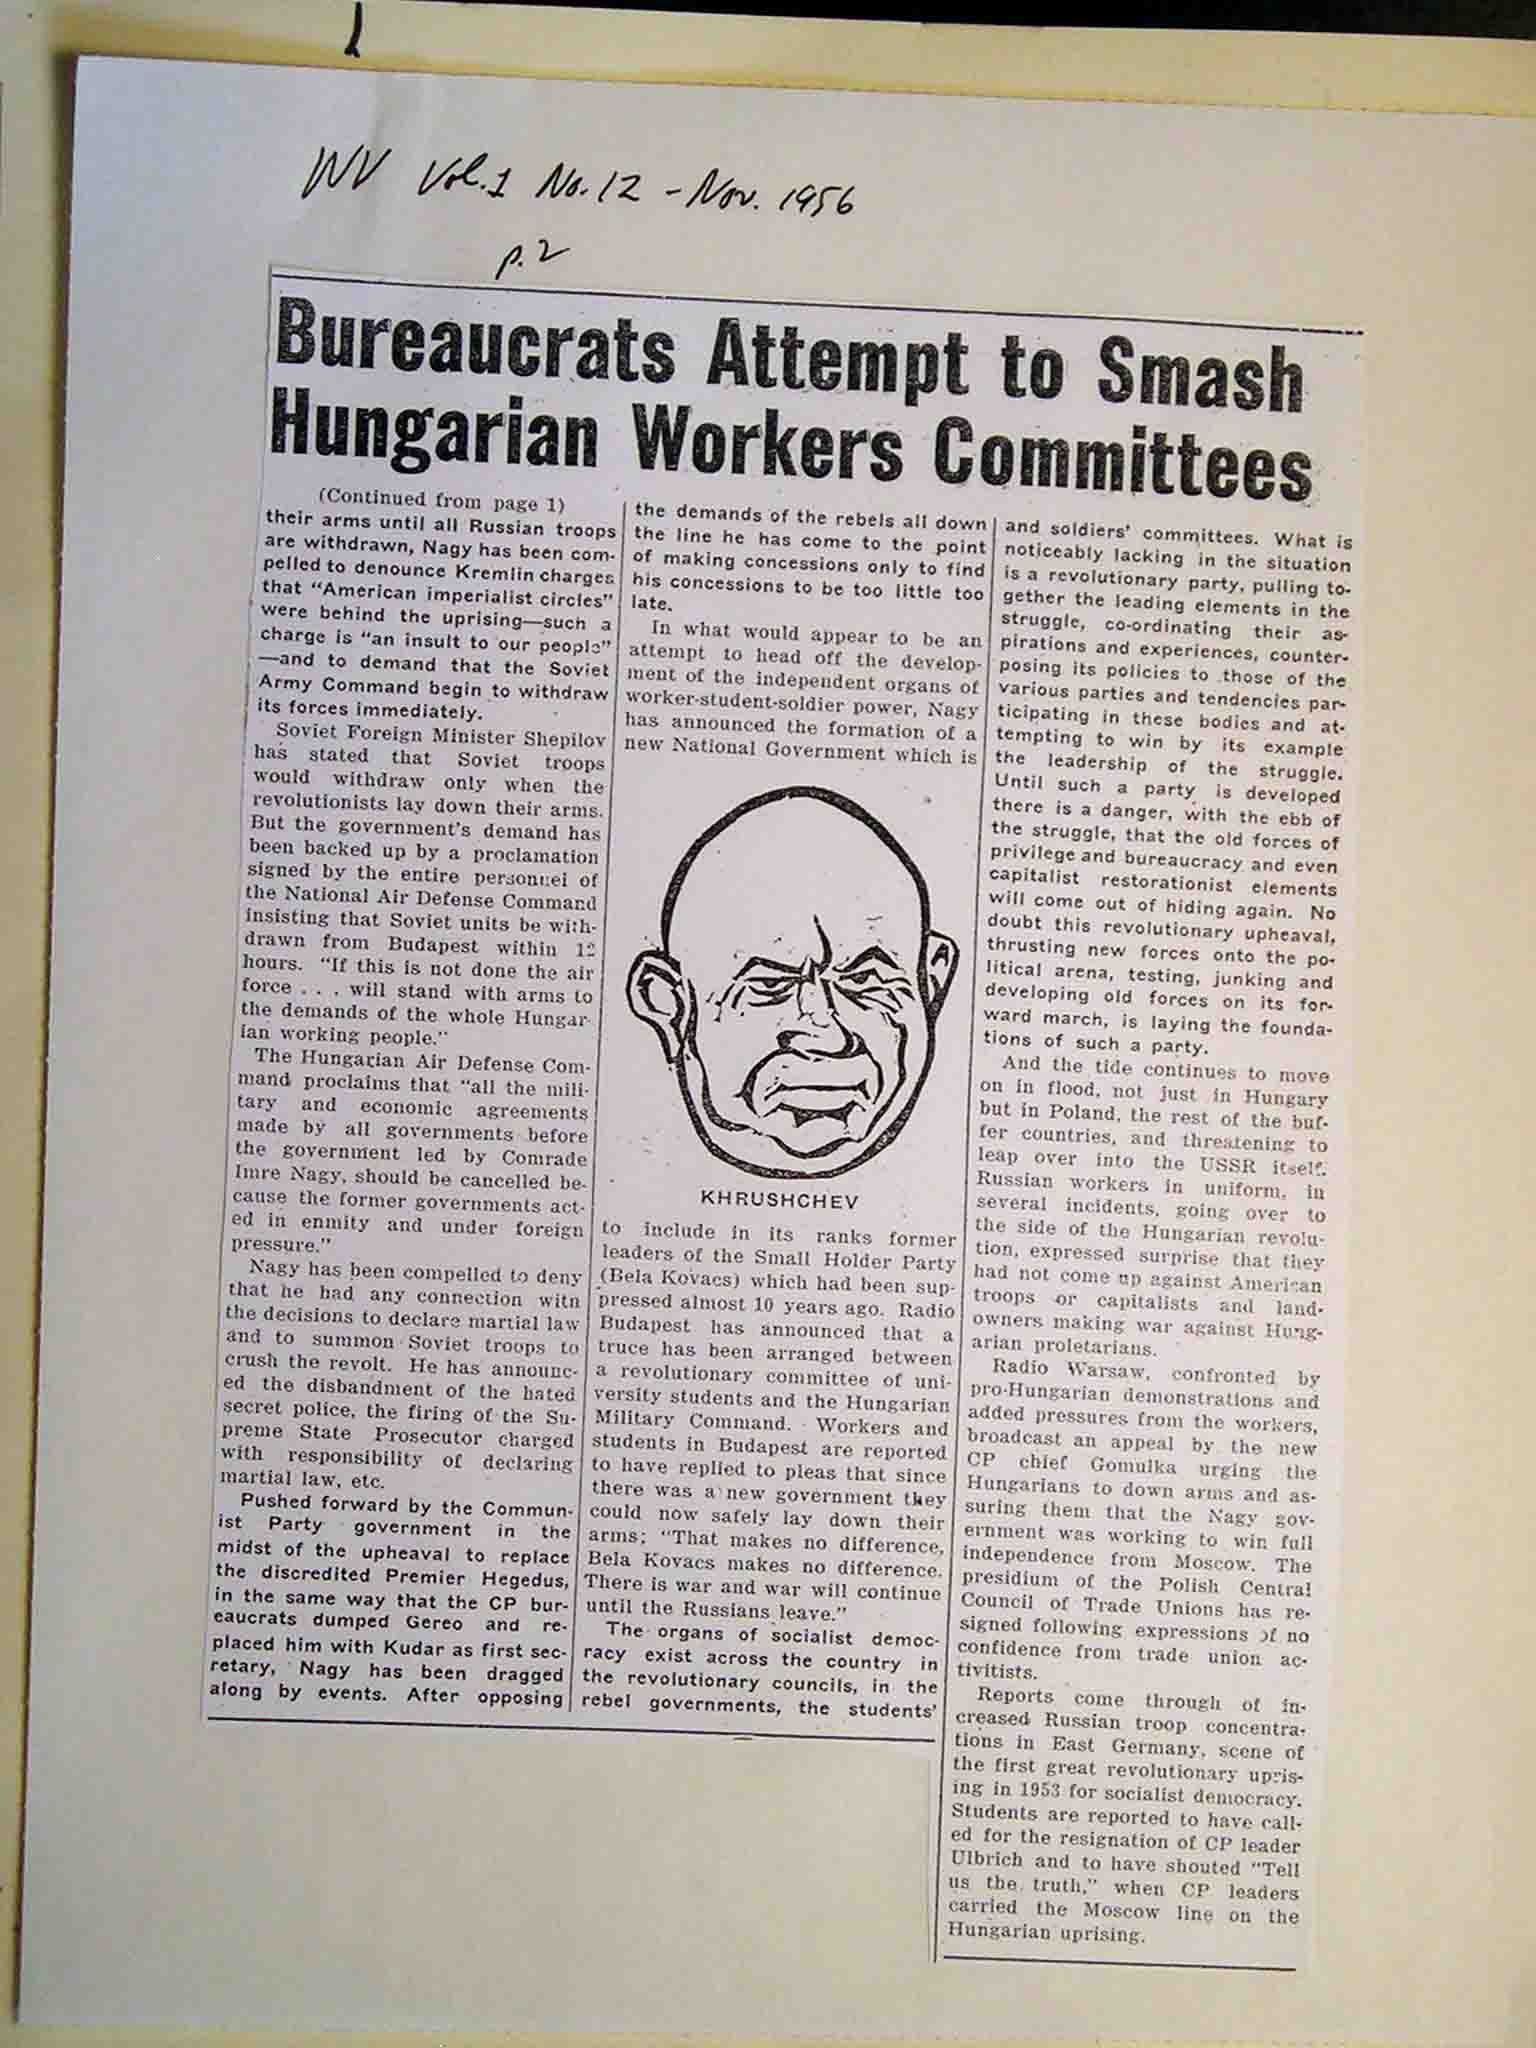 WV Vol.1 No.12 - Nov. 1956
p.2
Bureaucrats Attempt to Smash
Hungarian Workers Committees
(Continued from page 1)
their arms until all Russian troops
are withdrawn, Nagy has been com-
pelled to denounce Kremlin charges
that "American imperialist circles"
were behind the uprising—such a
charge is "an insult to our people"
—and to demand that the Soviet
Army Command begin to withdraw
its forces immediately.
Soviet Foreign Minister Shepilov
has stated that Soviet troops
would withdraw only when the
revolutionists lay down their arms.
But the government's demand has
been backed up by a proclamation
signed by the entire personnel of
the National Air Defense Command
insisting that Soviet units be with-
drawn from Budapest within 12
hours. "If this is not done the air
force . . . will stand with arms to
the demands of the whole Hungar-
ian working people."
The Hungarian Air Defense Com-
mand proclaims that "all the mili-
tary and economic agreements
made by all governments before
the government led by Comrade
Imre Nagy, should be cancelled be-
cause the former governments act-
ed in enmity and under foreign
pressure."
Nagy has been compelled to deny
that he had any connection with
the decisions to declare martial law
and to summon Soviet troops to
crush the revolt. He has announc-
ed the disbandment of the hated
secret police, the firing of the Su-
preme State Prosecutor charged
with responsibility of declaring
martial law, etc.
Pushed forward by the Commun-
ist Party government in the
midst of the upheaval to replace
the discredited Premier Hegedus,
in the same way that the CP bur-
eaucrats dumped Gereo and re-
placed him with Kudar as first sec-
retary, Nagy has been dragged
along by events. After opposing
the demands of the rebels all down
the line he has come to the point
of making concessions only to find
his concessions to be too little too
late.
In what would appear to be an
attempt to head off the develop-
ment of the independent organs of
worker-student-soldier power, Nagy
has announced the formation of a
new National Government which is
KHRUSHCHEV
to include in its ranks former
leaders of the Small Holder Party
(Bela Kovacs) which had been sup-
pressed almost 10 years ago. Radio
Budapest has announced that a
truce has been arranged between
a revolutionary committee of uni-
versity students and the Hungarian
Military Command. Workers and
students in Budapest are reported
to have replied to pleas that since
there was a new government they
could now safely lay down their
arms; "That makes no difference,
Bela Kovacs makes no difference.
There is war and war will continue
until the Russians leave."
The organs of socialist democ-
racy exist across the country in
the revolutionary councils, in the
rebel governments, the students'
and soldiers' committees. What is
noticeably lacking in the situation
is a revolutionary party, pulling to-
gether the leading elements in the
struggle, co-ordinating their as-
pirations and experiences, counter-
posing its policies to those of the
various parties and tendencies par-
ticipating in these bodies and at-
tempting to win by its example
the leadership of the struggle.
Until such a party is developed
there is a danger, with the ebb of
the struggle, that the old forces of
privilege and bureaucracy and even
capitalist restorationist elements
will come out of hiding again. No
doubt this revolutionary upheaval,
thrusting new forces onto the po-
litical arena, testing, junking and
developing old forces on its for-
ward march, is laying the founda-
tions of such a party.
And the tide continues to move
on in flood, not just in Hungary
but in Poland, the rest of the buf-
fer countries, and threatening to
leap over into the USSR itself.
Russian workers in uniform, in
several incidents, going over to
the side of the Hungarian revolu-
tion, expressed surprise that they
had not come up against American
troops or capitalists and land-
owners making war against Hung-
arian proletarians.
Radio Warsaw, confronted by
pro-Hungarian demonstrations and
added pressures from the workers,
broadcast an appeal by the new
CP chief Gomulka urging the
Hungarians to down arms and as-
suring them that the Nagy gov-
ernment was working to win full
independence from Moscow. The
presidium of the Polish Central
Council of Trade Unions has re-
signed following expressions of no
confidence from trade union ac-
tivitists.
Reports come through of in-
creased Russian troop concentra-
tions in East Germany, scene of
the first great revolutionary upris-
ing in 1953 for socialist democracy.
Students are reported to have call-
ed for the resignation of CP leader
Ulbrich and to have shouted "Tell
us the truth," when CP leaders
carried the Moscow line on the
Hungarian uprising.